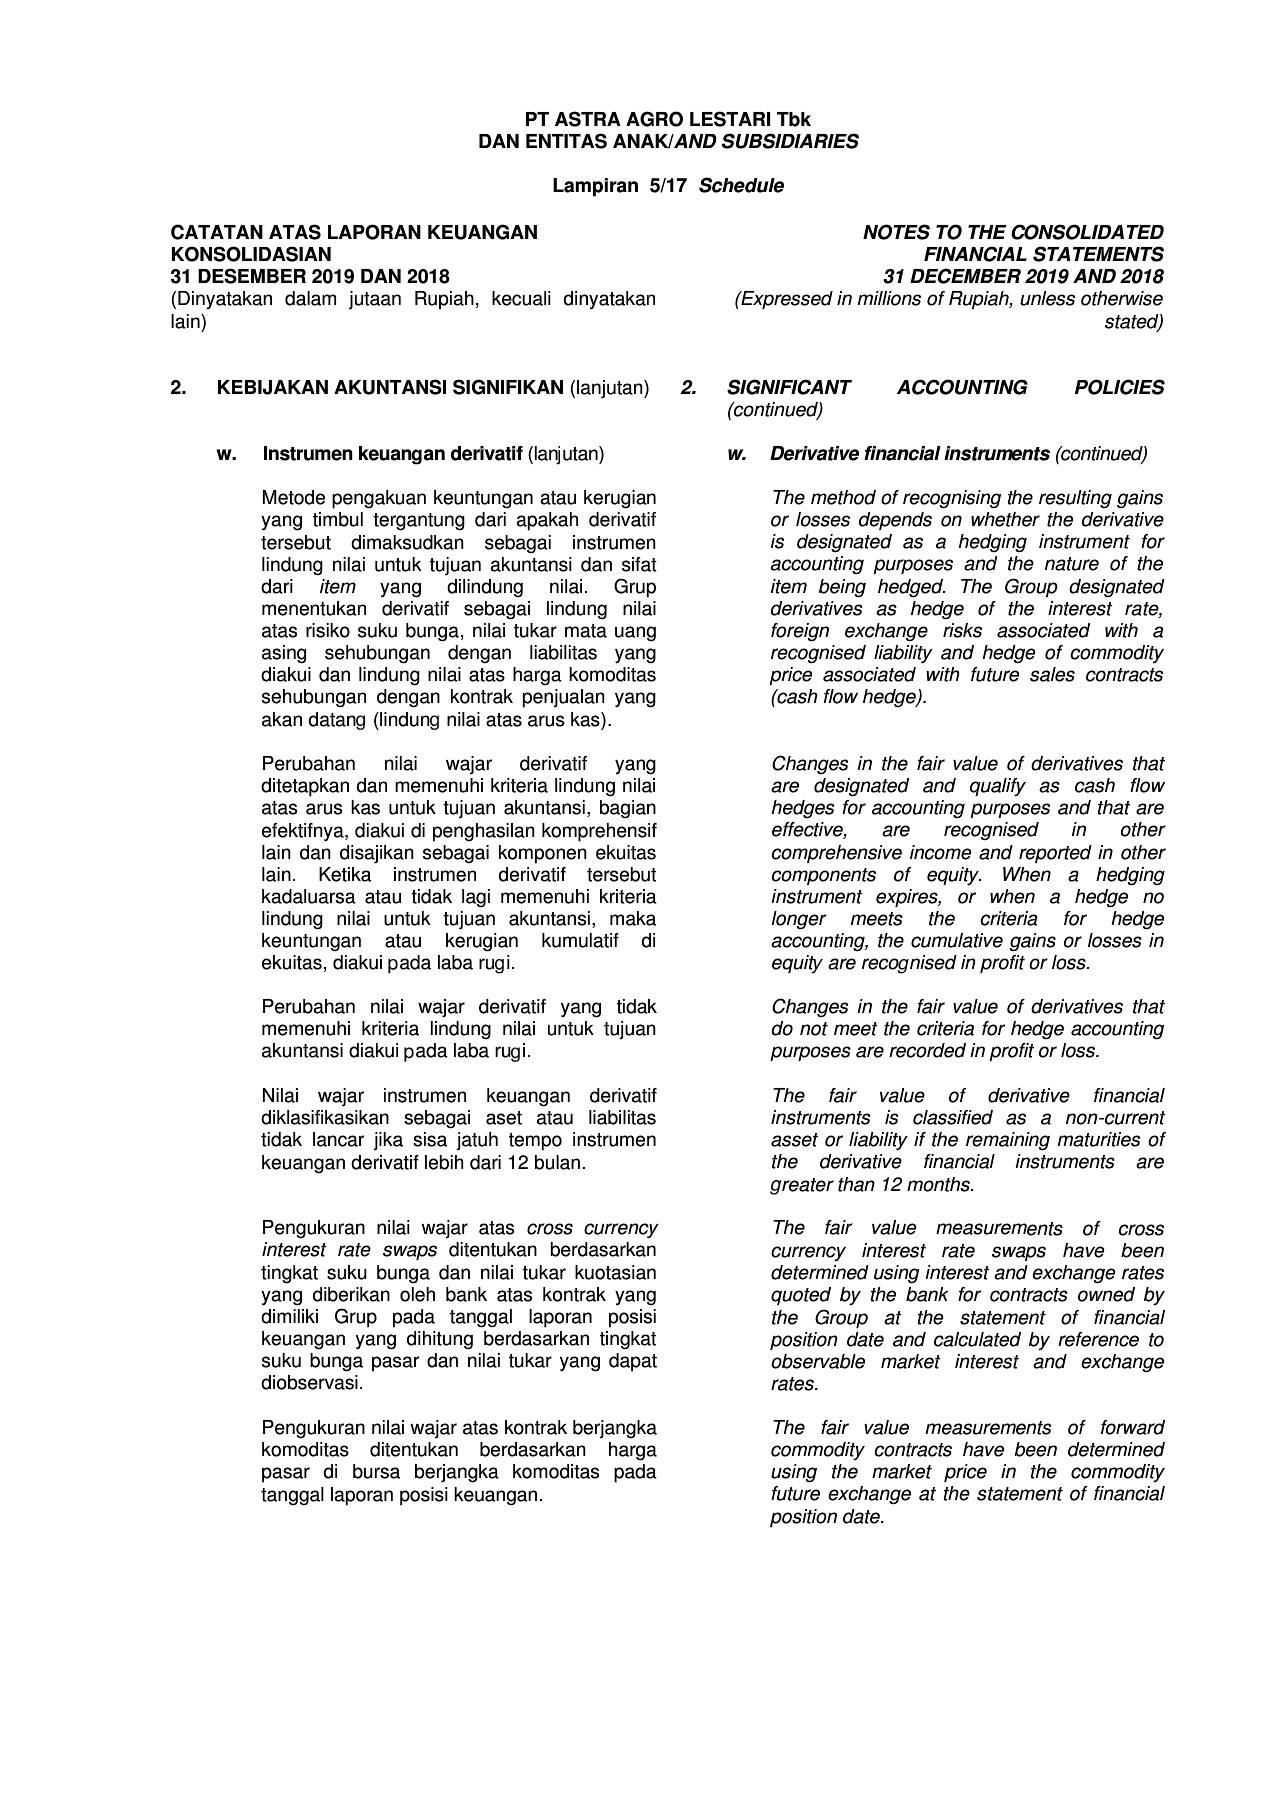 PT ASTRA AGRO LESTARI Tbk
DAN ENTITAS ANAK/AND SUBSIDIARIES
Lampiran 5/17 Schedule
CATATAN ATAS LAPORAN KEUANGAN
KONSOLIDASIAN
31 DESEMBER 2019 DAN 2018
(Dinyatakan dalam jutaan Rupiah, kecuali dinyatakan
lain)
NOTES TO THE CONSOLIDATED
FINANCIAL STATEMENTS
31 DECEMBER 2019 AND 2018
(Expressed in millions of Rupiah, unless otherwise
stated)
2. KEBIJAKAN AKUNTANSI SIGNIFIKAN (lanjutan)
w. Instrumen keuangan derivatif (lanjutan)
Metode pengakuan keuntungan atau kerugian
yang timbul tergantung dari apakah derivatif
tersebut dimaksudkan sebagai instrumen
lindung nilai untuk tujuan akuntansi dan sifat
dari item yang dilindung nilai. Grup
menentukan derivatif sebagai lindung nilai
atas risiko suku bunga, nilai tukar mata uang
asing sehubungan dengan liabilitas yang
diakui dan lindung nilai atas harga komoditas
sehubungan dengan kontrak penjualan yang
akan datang (lindung nilai atas arus kas).
Perubahan nilai wajar derivatif yang
ditetapkan dan memenuhi kriteria lindung nilai
atas arus kas untuk tujuan akuntansi, bagian
efektifnya, diakui di penghasilan komprehensif
lain dan disajikan sebagai komponen ekuitas
lain. Ketika instrumen derivatif tersebut
kadaluarsa atau tidak lagi memenuhi kriteria
lindung nilai untuk tujuan akuntansi, maka
keuntungan atau kerugian kumulatif di
ekuitas, diakui pada laba rugi.
Perubahan nilai wajar derivatif yang tidak
memenuhi kriteria lindung nilai untuk tujuan
akuntansi diakui pada laba rugi.
Nilai wajar instrumen keuangan derivatif
diklasifikasikan sebagai aset atau liabilitas
tidak lancar jika sisa jatuh tempo instrumen
keuangan derivatif lebih dari 12 bulan.
Pengukuran nilai wajar atas cross currency
interest rate swaps ditentukan berdasarkan
tingkat suku bunga dan nilai tukar kuotasian
yang diberikan oleh bank atas kontrak yang
dimiliki Grup pada tanggal laporan posisi
keuangan yang dihitung berdasarkan tingkat
suku bunga pasar dan nilai tukar yang dapat
diobservasi.
Pengukuran nilai wajar atas kontrak berjangka
komoditas ditentukan berdasarkan harga
pasar di bursa berjangka komoditas pada
tanggal laporan posisi keuangan.
2. SIGNIFICANT ACCOUNTING POLICIES
(continued)
w. Derivative financial instruments (continued)
The method of recognising the resulting gains
or losses depends on whether the derivative
is designated as a hedging instrument for
accounting purposes and the nature of the
item being hedged. The Group designated
derivatives as hedge of the interest rate,
foreign exchange risks associated with a
recognised liability and hedge of commodity
price associated with future sales contracts
(cash flow hedge).
Changes in the fair value of derivatives that
are designated and qualify as cash flow
hedges for accounting purposes and that are
effective, are recognised in other
comprehensive income and reported in other
components of equity. When a hedging
instrument expires, or when a hedge no
longer meets the criteria for hedge
accounting, the cumulative gains or losses in
equity are recognised in profit or loss.
Changes in the fair value of derivatives that
do not meet the criteria for hedge accounting
purposes are recorded in profit or loss.
The fair value of derivative financial
instruments is classified as a non-current
asset or liability if the remaining maturities of
the derivative financial instruments are
greater than 12 months.
The fair value measurements of cross
currency interest rate swaps have been
determined using interest and exchange rates
quoted by the bank for contracts owned by
the Group at the statement of financial
position date and calculated by reference to
observable market interest and exchange
rates.
The fair value measurements of forward
commodity contracts have been determined
using the market price in the commodity
future exchange at the statement of financial
position date.